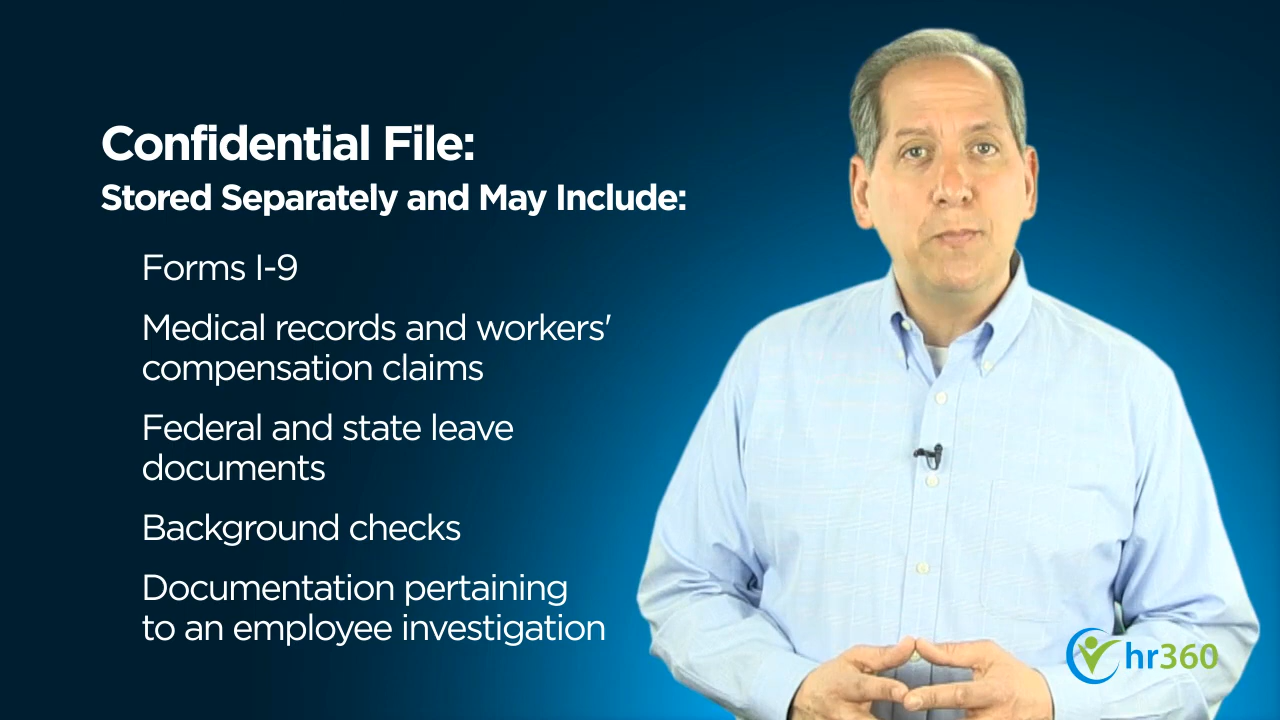 Confidential File:
Stored Separately and May Include:
Forms I-9
Medical records and workers'
compensation claims
Federal and state leave
documents
Background checks
Documentation pertaining
to an employee investigation
hr360